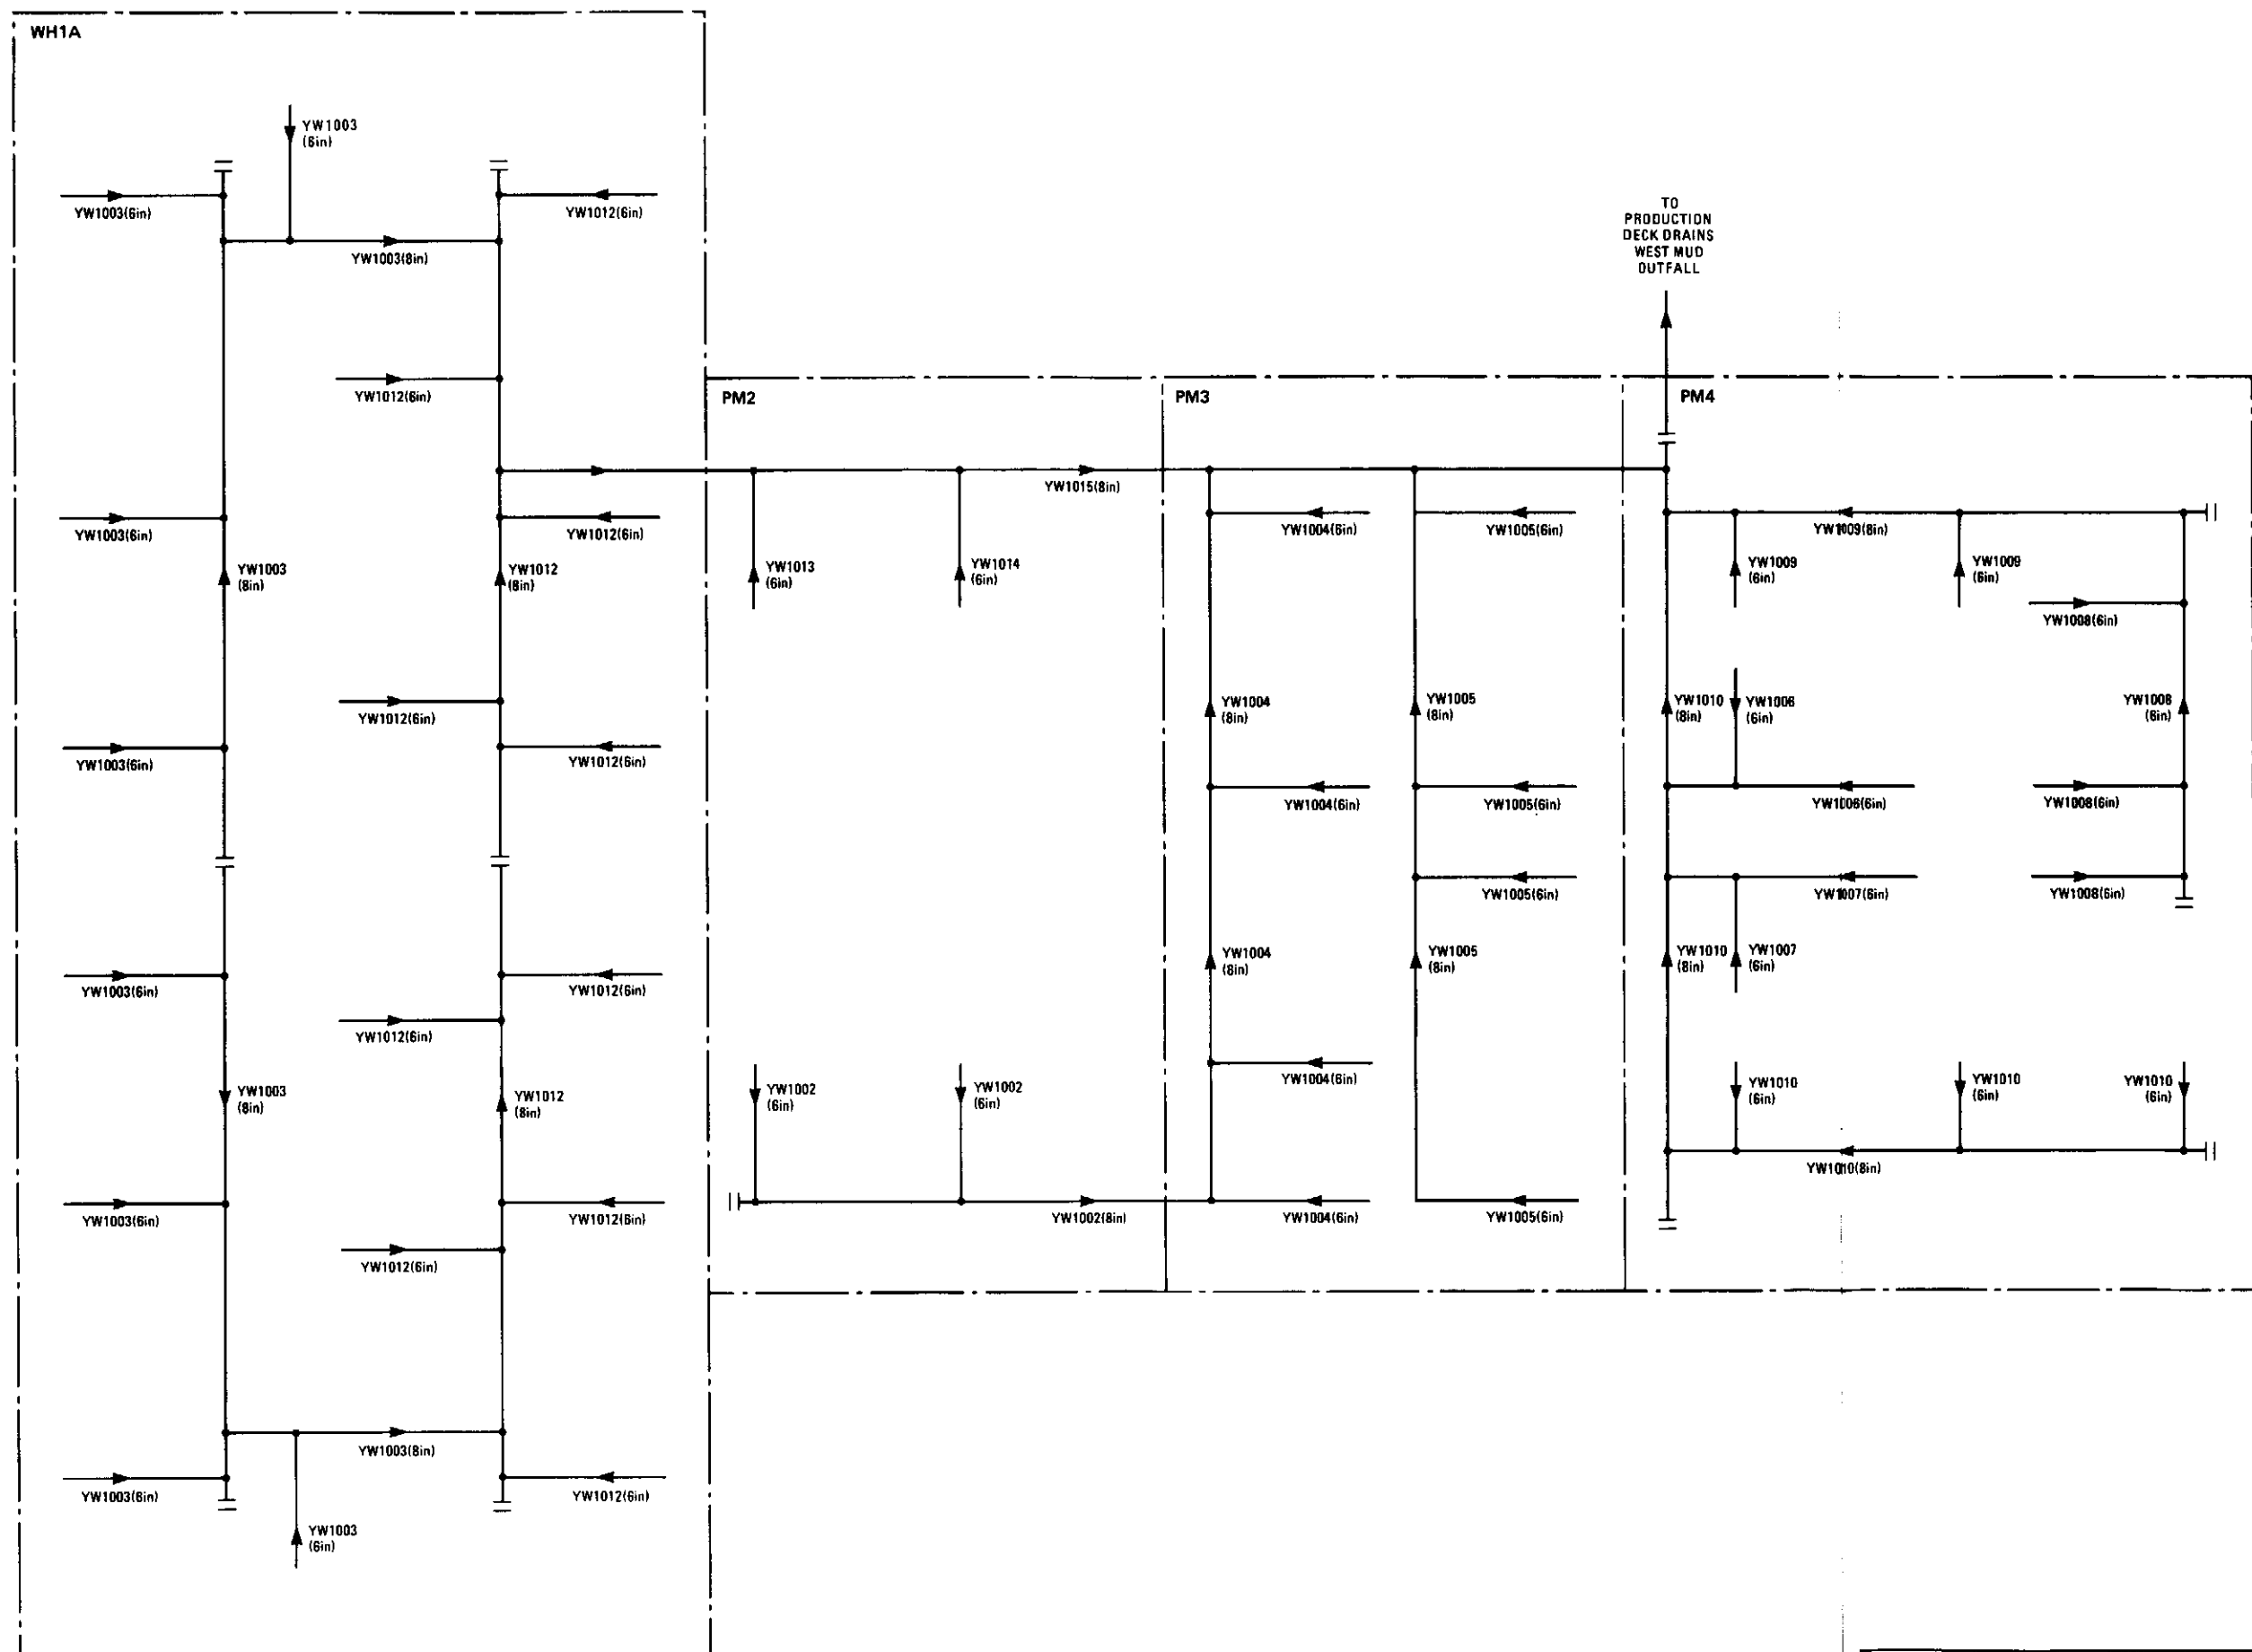 WH1A
YW1003
(6in)
YW1003(6in)
YW1012(6in)
YW1003(8in)
YW1012(6in)
YW1003(6in)
YW1012(6in)
YW1003
(8in)
YW1012
(8in)
YW1012(6in)
YW1003(6in)
YW1012(6in)
YW1003(6in)
YW1012(6in)
YW1012(6in)
YW1003
(8in)
YW1012
(8in)
YW1003(6in)
YW1012(6in)
YW1012(6in)
YW1003(8in)
YW1003(6in)
YW1012(6in)
YW1003
(6in)
PM2
YW1013
(6in)
YW1014
(6in)
YW1015(8in)
YW1002
(6in)
YW1002
(6in)
YW1002(8in)
PM3
YW1004(6in)
YW1005(6in)
YW1004
(8in)
YW1005
(8in)
YW1004(6in)
YW1005(6in)
YW1005(6in)
YW1004
(8in)
YW1005
(8in)
YW1004(6in)
YW1004(6in)
YW1005(6in)
TO
PRODUCTION
DECK DRAINS
WEST MUD
OUTFALL
PM4
YW1009(8in)
YW1009
(6in)
YW1009
(6in)
YW1008(6in)
YW1010
(8in)
YW1006
(6in)
YW1008
(6in)
YW1006(6in)
YW1008(6in)
YW1007(6in)
YW1008(6in)
YW1010
(8in)
YW1007
(6in)
YW1010
(6in)
YW1010
(6in)
YW1010
(6in)
YW1010(8in)